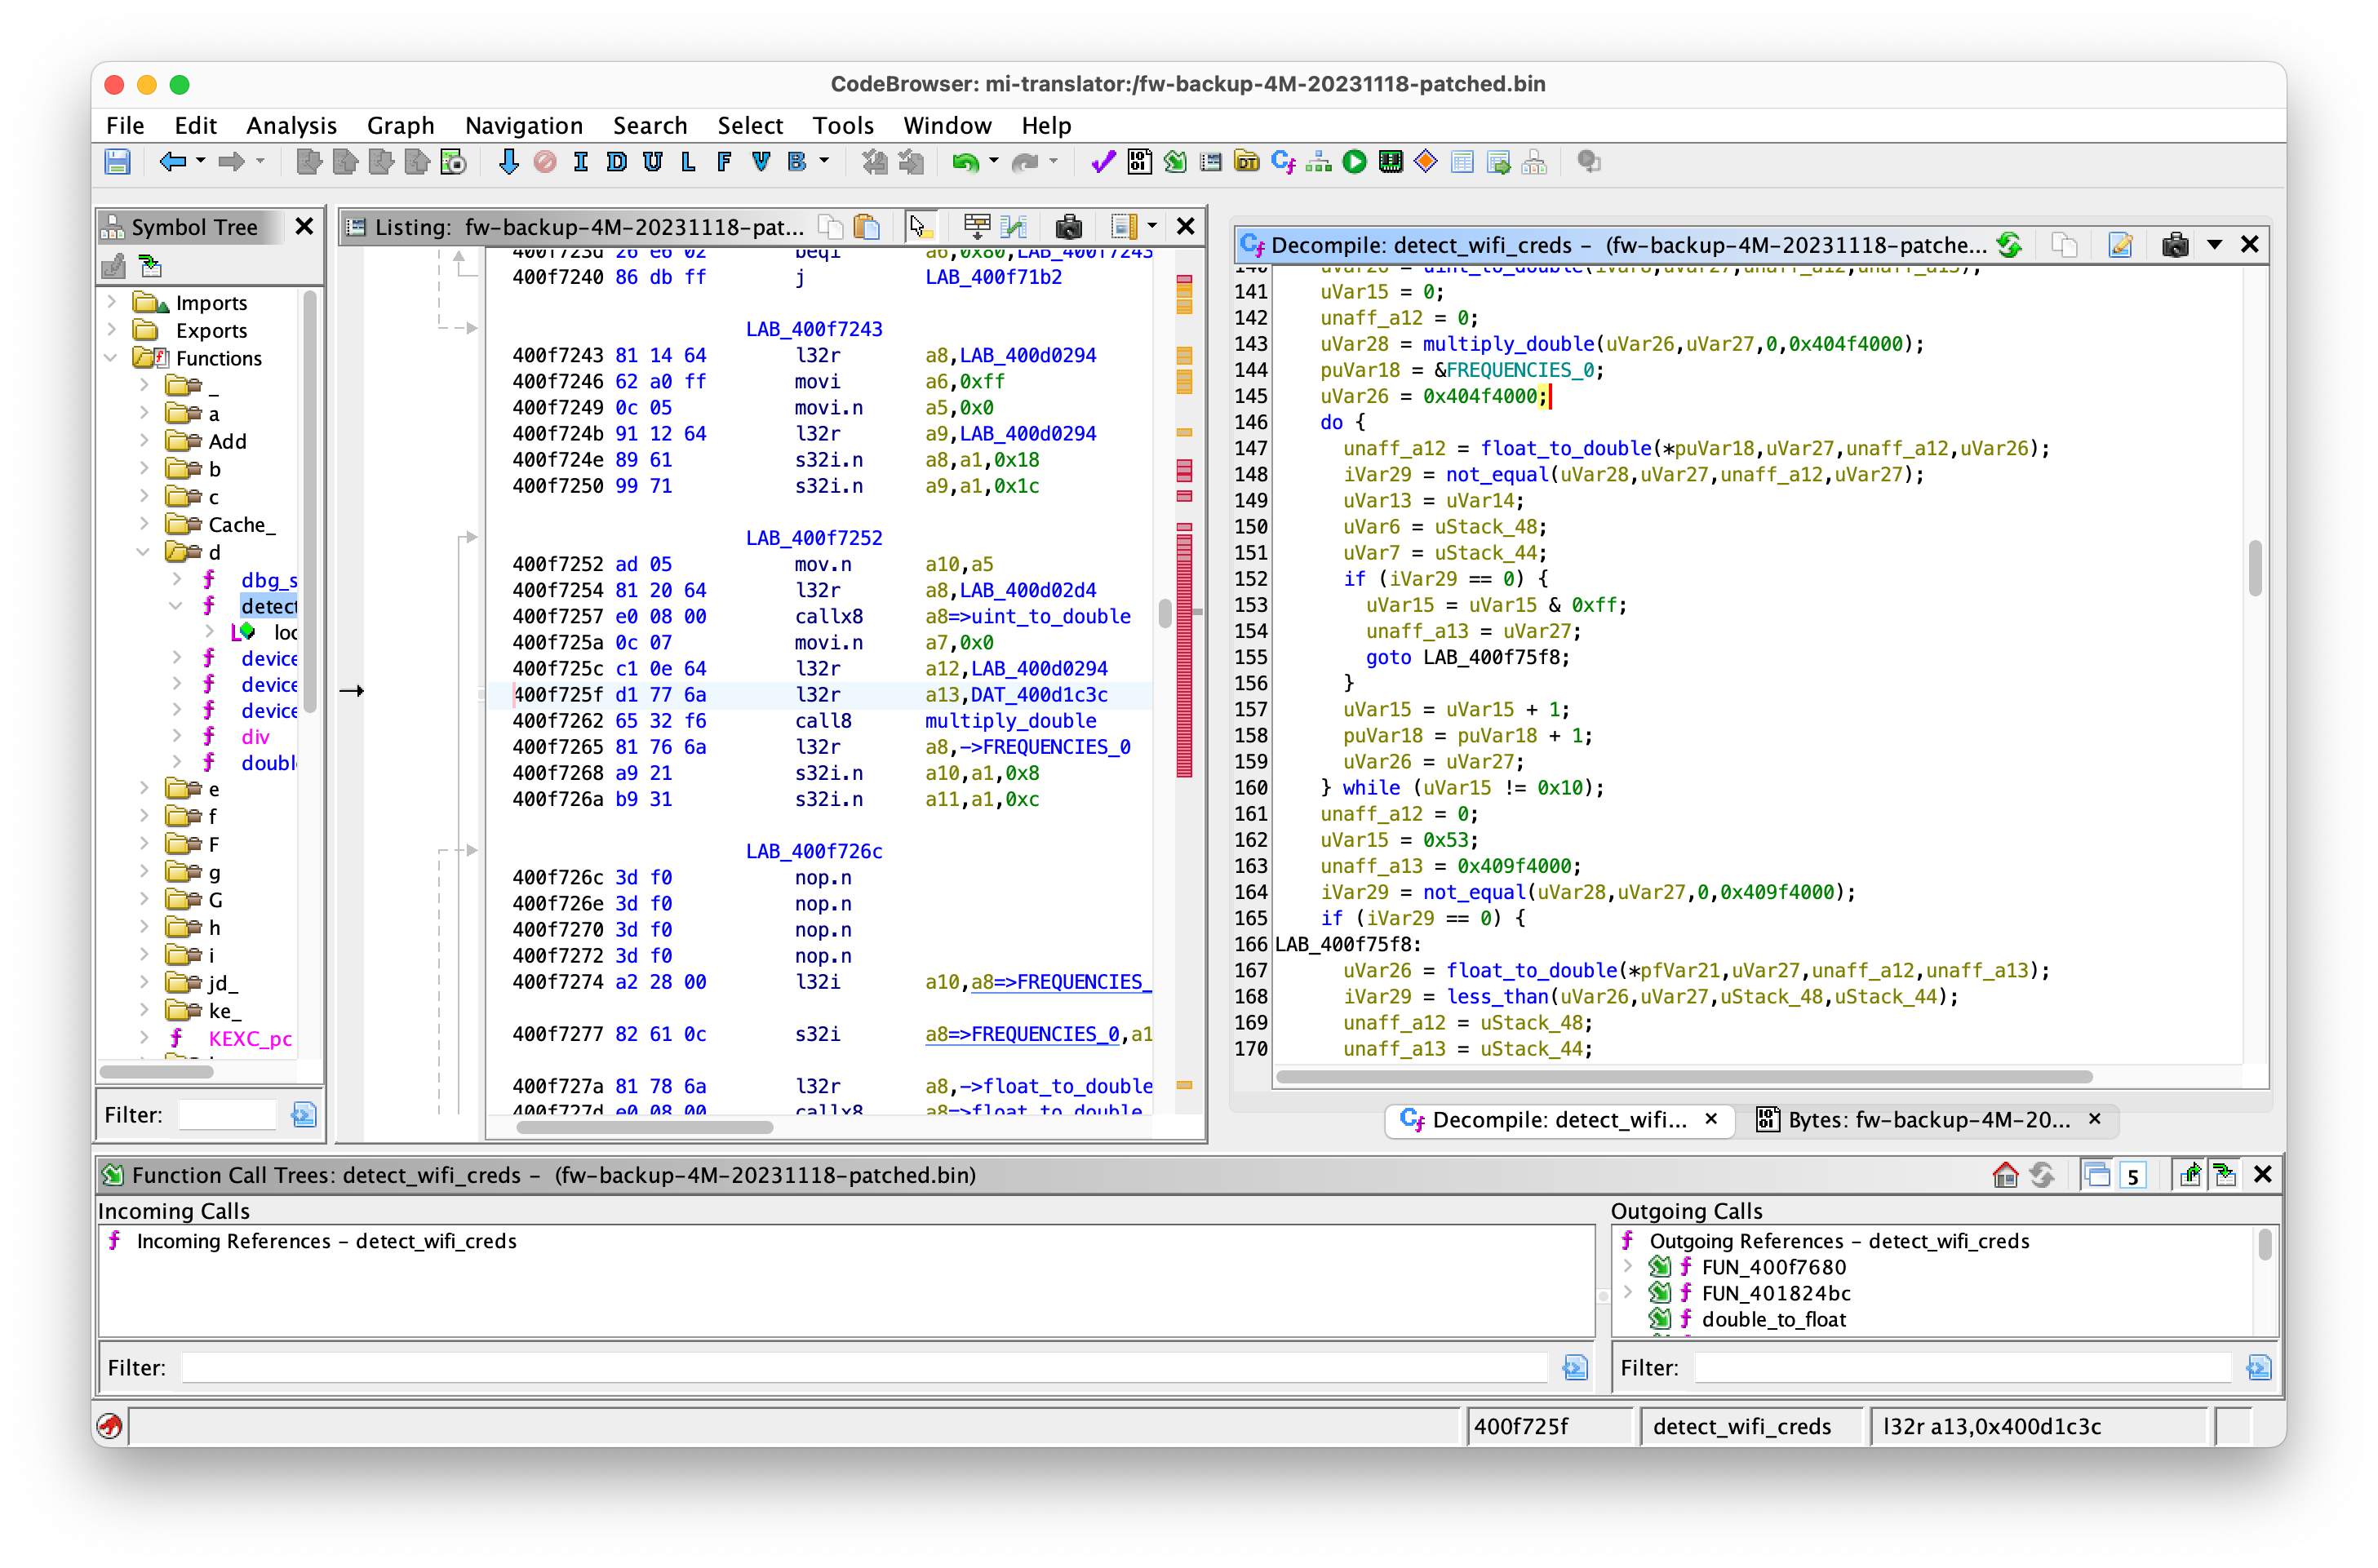 CodeBrowser: mi-translator:/fw-backup-4M-20231118-patched.bin
File Edit Analysis Graph Navigation Search Select Tools Window Help
I D U L F V B
Symbol Tree
Imports
Exports
Functions
_
a
Add
b
c
Cache_
d
dbg_s
detect
loc
device
device
device
div
doubl
e
f
F
g
G
h
i
jd_
ke_
KEXC_pc
Filter:
Listing: fw-backup-4M-20231118-pat...
400f723d 26 e6 02 beqi a6,0x80,LAB_400f7243
400f7240 86 db ff j LAB_400f71b2
LAB_400f7243
400f7243 81 14 64 l32r a8,LAB_400d0294
400f7246 62 a0 ff movi a6,0xff
400f7249 0c 05 movi.n a5,0x0
400f724b 91 12 64 l32r a9,LAB_400d0294
400f724e 89 61 s32i.n a8,a1,0x18
400f7250 99 71 s32i.n a9,a1,0x1c
LAB_400f7252
400f7252 ad 05 mov.n a10,a5
400f7254 81 20 64 l32r a8,LAB_400d02d4
400f7257 e0 08 00 callx8 a8=>uint_to_double
400f725a 0c 07 movi.n a7,0x0
400f725c c1 0e 64 l32r a12,LAB_400d0294
400f725f d1 77 6a l32r a13,DAT_400d1c3c
400f7262 65 32 f6 call8 multiply_double
400f7265 81 76 6a l32r a8,->FREQUENCIES_0
400f7268 a9 21 s32i.n a10,a1,0x8
400f726a b9 31 s32i.n a11,a1,0xc
LAB_400f726c
400f726c 3d f0 nop.n
400f726e 3d f0 nop.n
400f7270 3d f0 nop.n
400f7272 3d f0 nop.n
400f7274 a2 28 00 l32i a10,a8=>FREQUENCIES_
400f7277 82 61 0c s32i a8=>FREQUENCIES_0,a1
400f727a 81 78 6a l32r a8,->float_to_double
400f727d e0 08 00 callx8 a8=>float_to_double
Decompile: detect_wifi_creds – (fw-backup-4M-20231118-patche...
140 uVar26 = uint_to_double(iVar8,uVar27,unaff_a12,unaff_a13);
141 uVar15 = 0;
142 unaff_a12 = 0;
143 uVar28 = multiply_double(uVar26,uVar27,0,0x404f4000);
144 puVar18 = &FREQUENCIES_0;
145 uVar26 = 0x404f4000;
146 do {
147 unaff_a12 = float_to_double(*puVar18,uVar27,unaff_a12,uVar26);
148 iVar29 = not_equal(uVar28,uVar27,unaff_a12,uVar27);
149 uVar13 = uVar14;
150 uVar6 = uStack_48;
151 uVar7 = uStack_44;
152 if (iVar29 == 0) {
153 uVar15 = uVar15 & 0xff;
154 unaff_a13 = uVar27;
155 goto LAB_400f75f8;
156 }
157 uVar15 = uVar15 + 1;
158 puVar18 = puVar18 + 1;
159 uVar26 = uVar27;
160 } while (uVar15 != 0x10);
161 unaff_a12 = 0;
162 uVar15 = 0x53;
163 unaff_a13 = 0x409f4000;
164 iVar29 = not_equal(uVar28,uVar27,0,0x409f4000);
165 if (iVar29 == 0) {
166 LAB_400f75f8:
167 uVar26 = float_to_double(*pfVar21,uVar27,unaff_a12,unaff_a13);
168 iVar29 = less_than(uVar26,uVar27,uStack_48,uStack_44);
169 unaff_a12 = uStack_48;
170 unaff_a13 = uStack_44;
Decompile: detect_wifi... Bytes: fw-backup-4M-20...
Function Call Trees: detect_wifi_creds – (fw-backup-4M-20231118-patched.bin)
5
Incoming Calls
Incoming References – detect_wifi_creds
Filter:
Outgoing Calls
Outgoing References – detect_wifi_creds
FUN_400f7680
FUN_401824bc
double_to_float
Filter:
400f725f detect_wifi_creds l32r a13,0x400d1c3c